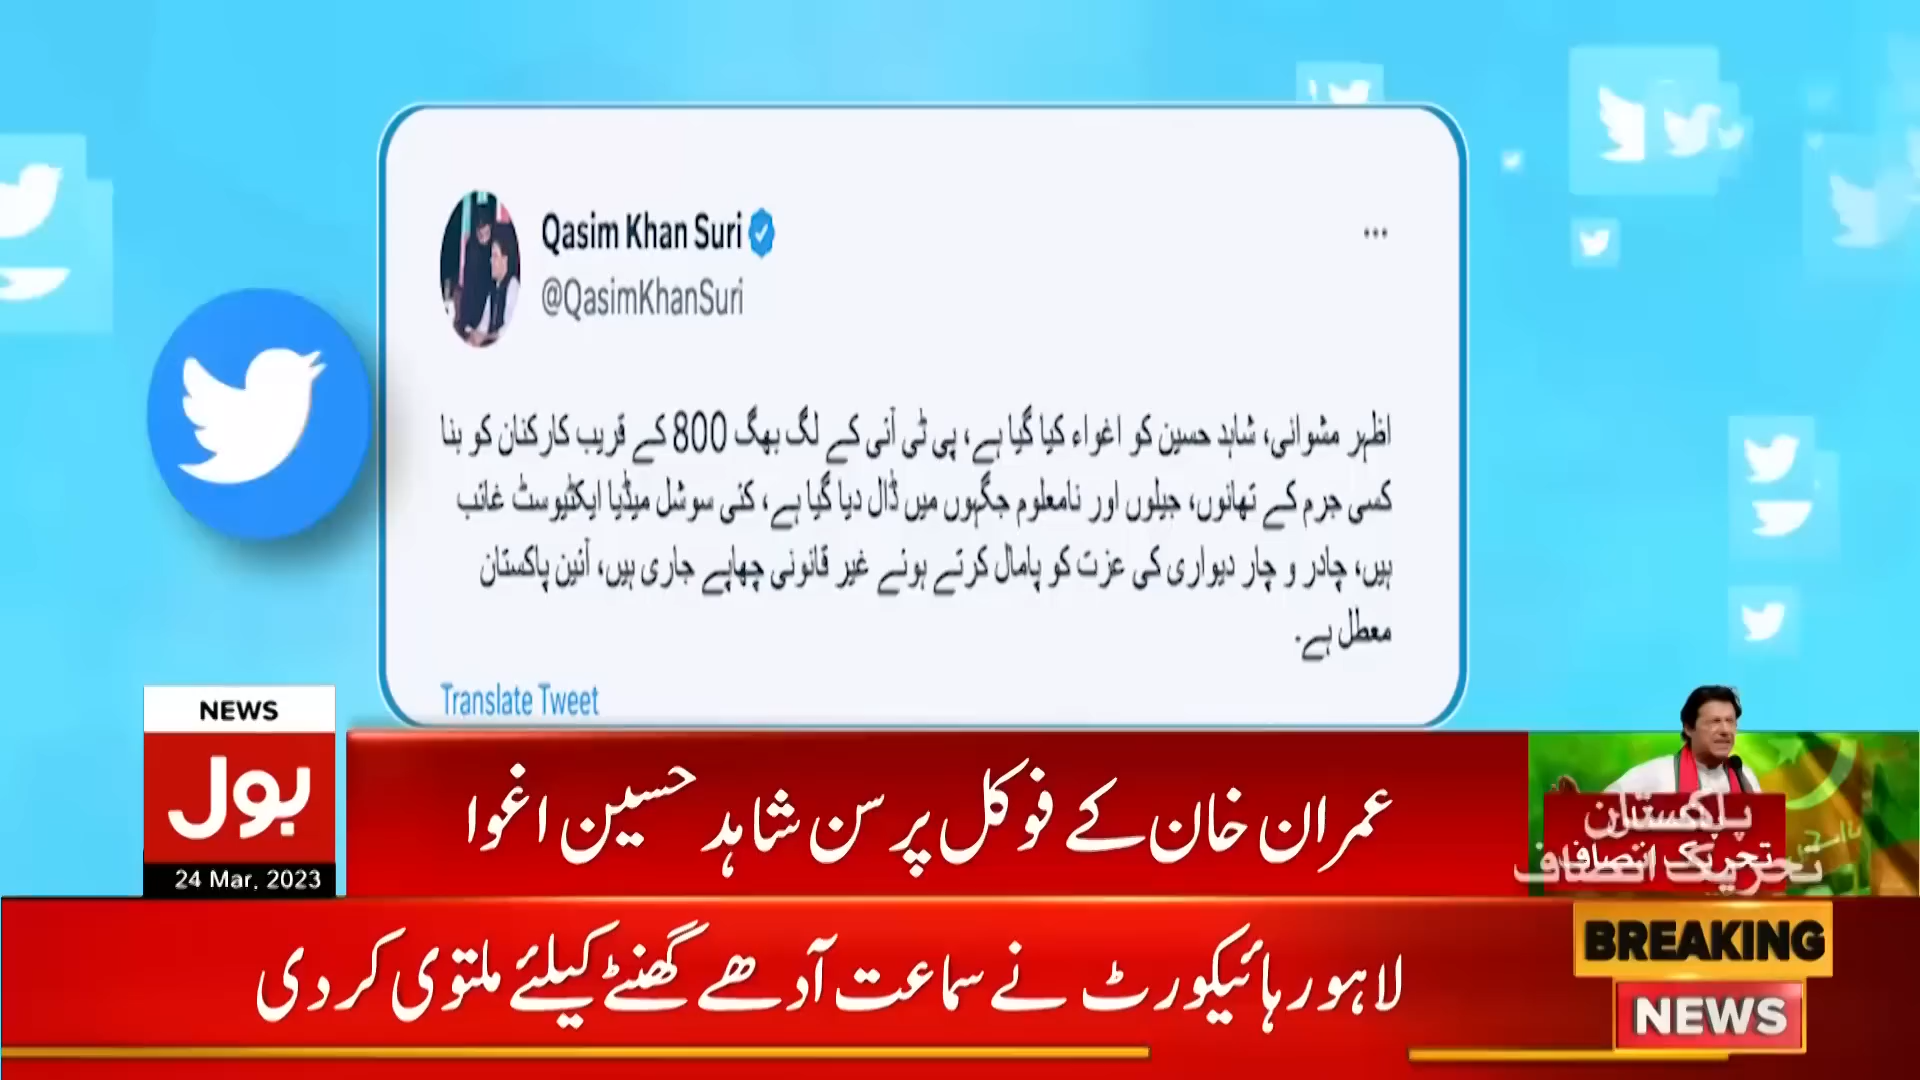 Qasim Khan Suri
@QasimKhanSuri
اظہر مشوانی، شاہد حسین کو اغواء کیا گیا ہے، پی ٹی آئی کے لگ بھگ 800 کے قریب کارکنان کو بنا
کسی جرم کے تھانوں، جیلوں اور نامعلوم جگہوں میں ڈال دیا گیا ہے، کئی سوشل میڈیا ایکٹیوسٹ غائب
ہیں، چادر و چار دیواری کی عزت کو پامال کرتے ہوئے غیر قانونی چھاپے جاری ہیں، آئین پاکستان
معطل ہے۔
Translate Tweet
NEWS
بول
24 Mar, 2023
عمران خان کے فوکل پرسن شاہد حسین اغوا
پاکستان
تحریک انصاف
لاہور ہائیکورٹ نے سماعت آدھے گھنٹے کیلئے ملتوی کردی
BREAKING
NEWS